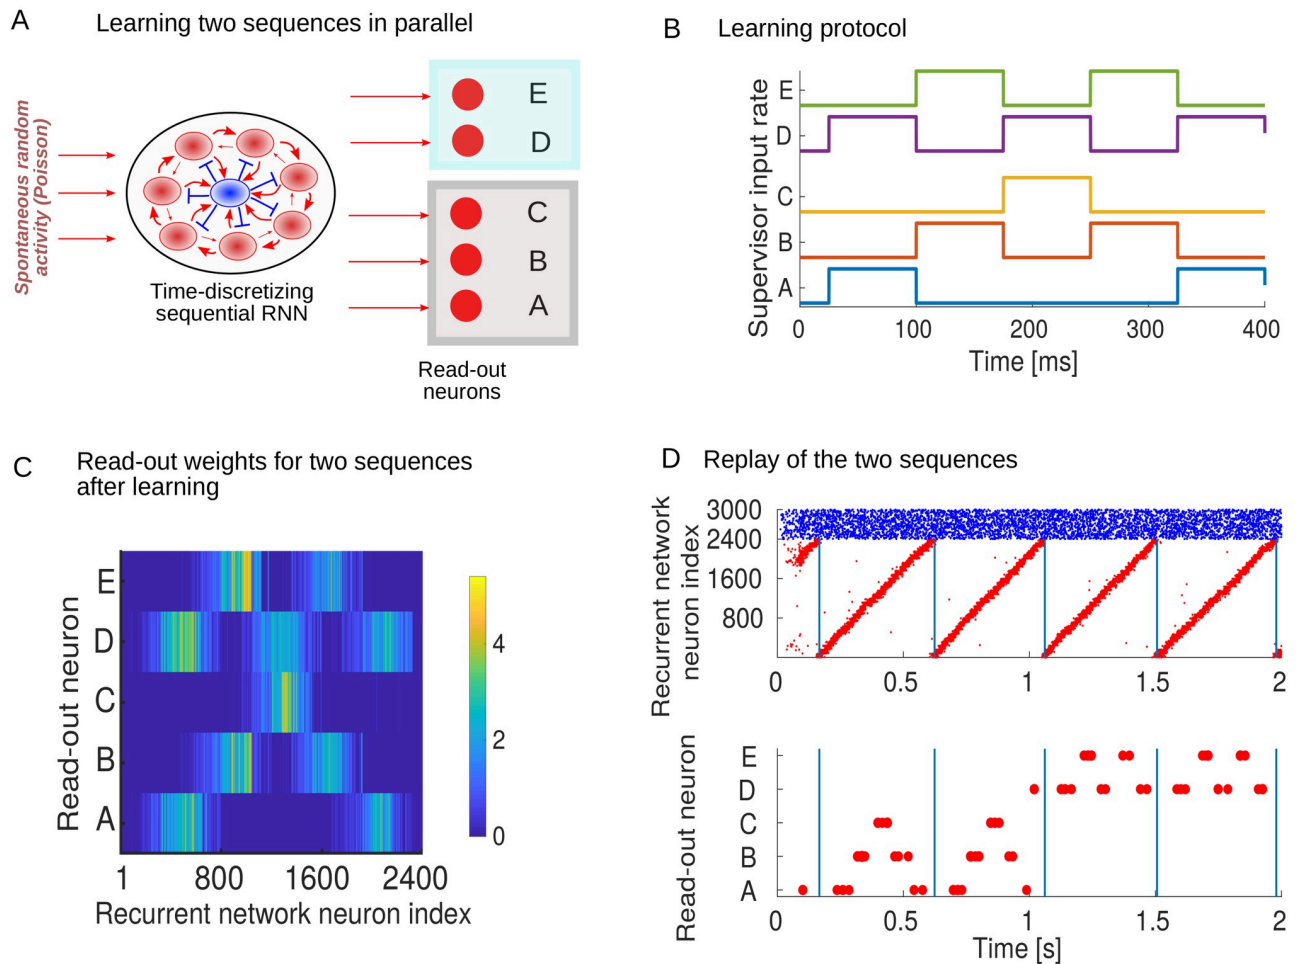 A
Learning two sequences in parallel
Spontaneous random
activity (Poisson)
E
D
C
B
A
Time-discretizing
sequential RNN
Read-out
neurons
B
Learning protocol
Supervisor input rate
E
D
C
B
A
0 100 200 300 400
Time [ms]
C
Read-out weights for two sequences
after learning
Read-out neuron
E
D
C
B
A
1 800 1600 2400
Recurrent network neuron index
4
2
0
D
Replay of the two sequences
Recurrent network
neuron index
3000
2400
1600
800
0 0.5 1 1.5 2
Read-out neuron
E
D
C
B
A
0 0.5 1 1.5 2
Time [s]